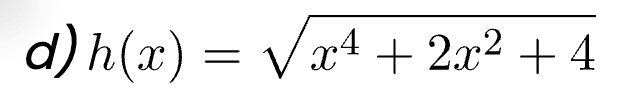 d) h(x) = √(x⁴ + 2x² + 4)